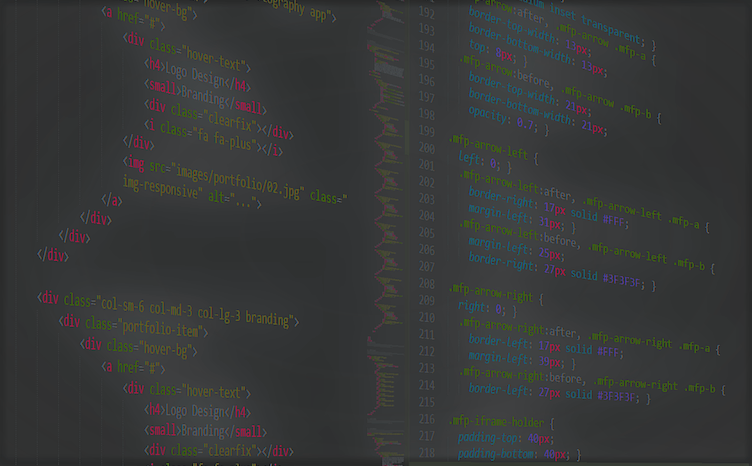 hover-bg">
<a href="#">
<div class="hover-text">
<h4>Logo Design</h4>
<small>Branding</small>
<div class="clearfix"></div>
<i class="fa fa-plus"></i>
</div>
<img src="images/portfolio/02.jpg" class="
img-responsive" alt="...">
</a>
</div>
</div>
</div>
<div class="col-sm-6 col-md-3 col-lg-3 branding">
<div class="portfolio-item">
<div class="hover-bg">
<a href="#">
<div class="hover-text">
<h4>Logo Design</h4>
<small>Branding</small>
<div class="clearfix"></div>
inset transparent; }
:after, .mfp-arrow .mfp-a {
border-top-width: 13px;
192 border-bottom-width: 13px;
193 top: 8px; }
194 .mfp-arrow:before, .mfp-arrow .mfp-b {
195 border-top-width: 21px;
196 border-bottom-width: 21px;
197 opacity: 0.7; }
198
199 .mfp-arrow-left {
200 left: 0; }
201 .mfp-arrow-left:after, .mfp-arrow-left .mfp-a {
202 border-right: 17px solid #FFF;
203 margin-left: 31px; }
204 .mfp-arrow-left:before, .mfp-arrow-left .mfp-b {
205 margin-left: 25px;
206 border-right: 27px solid #3F3F3F; }
207
208 .mfp-arrow-right {
209 right: 0; }
210 .mfp-arrow-right:after, .mfp-arrow-right .mfp-a {
211 border-left: 17px solid #FFF;
212 margin-left: 39px; }
213 .mfp-arrow-right:before, .mfp-arrow-right .mfp-b {
214 border-left: 27px solid #3F3F3F; }
215
216 .mfp-iframe-holder {
217 padding-top: 40px;
218 padding-bottom: 40px; }